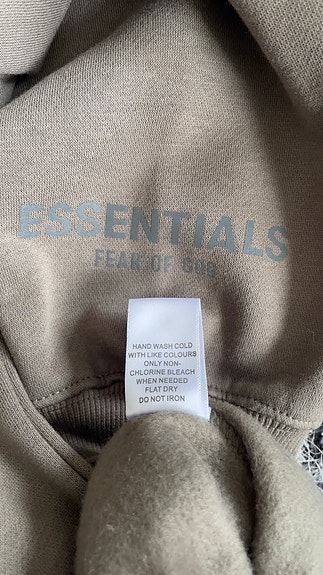 ESSENTIALS
FEAR OF GOD
HAND WASH COLD
WITH LIKE COLOURS
ONLY NON-
CHLORINE BLEACH
WHEN NEEDED
FLAT DRY
DO NOT IRON